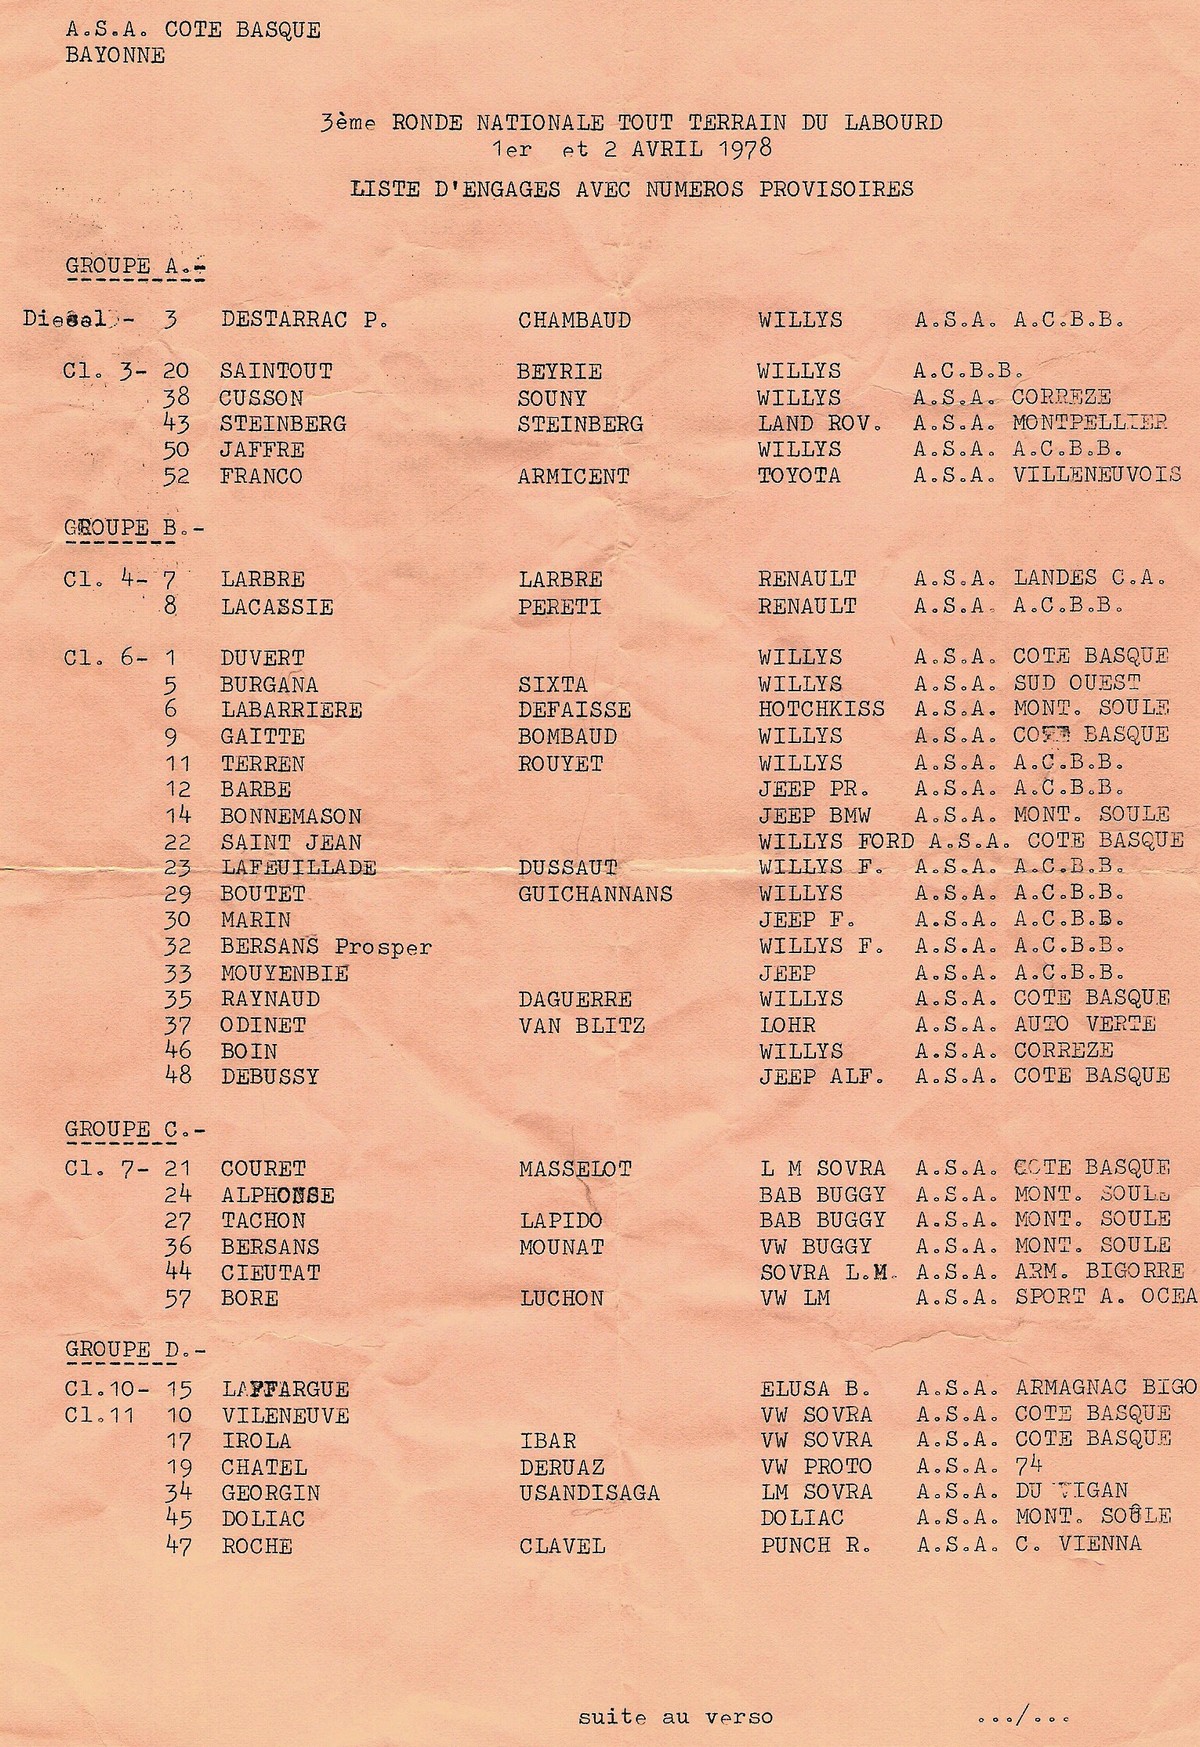 A.S.A. COTE BASQUE
BAYONNE
3ème RONDE NATIONALE TOUT TERRAIN DU LABOURD
1er et 2 AVRIL 1978
LISTE D'ENGAGES AVEC NUMEROS PROVISOIRES
GROUPE A.-
Diesel - 3 DESTARRAC P. CHAMBAUD WILLYS A.S.A. A.C.B.B.
Cl. 3- 20 SAINTOUT BEYRIE WILLYS A.C.B.B.
38 CUSSON SOUNY WILLYS A.S.A. CORREZE
43 STEINBERG STEINBERG LAND ROV. A.S.A. MONTPELLIER
50 JAFFRE WILLYS A.S.A. A.C.B.B.
52 FRANCO ARMICENT TOYOTA A.S.A. VILLENEUVOIS
GROUPE B.-
Cl. 4- 7 LARBRE LARBRE RENAULT A.S.A. LANDES C.A.
8 LACASSIE PERETI RENAULT A.S.A. A.C.B.B.
Cl. 6- 1 DUVERT WILLYS A.S.A. COTE BASQUE
5 BURGANA SIXTA WILLYS A.S.A. SUD OUEST
6 LABARRIERE DEFAISSE HOTCHKISS A.S.A. MONT. SOULE
9 GAITTE BOMBAUD WILLYS A.S.A. COTE BASQUE
11 TERREN ROUYET WILLYS A.S.A. A.C.B.B.
12 BARBE JEEP PR. A.S.A. A.C.B.B.
14 BONNEMASON JEEP BMW A.S.A. MONT. SOULE
22 SAINT JEAN WILLYS FORD A.S.A. COTE BASQUE
23 LAFEUILLADE DUSSAUT WILLYS F. A.S.A. A.C.B.B.
29 BOUTET GUICHANNANS WILLYS A.S.A. A.C.B.B.
30 MARIN JEEP F. A.S.A. A.C.B.B.
32 BERSANS Prosper WILLYS F. A.S.A. A.C.B.B.
33 MOUYENBIE JEEP A.S.A. A.C.B.B.
35 RAYNAUD DAGUERRE WILLYS A.S.A. COTE BASQUE
37 ODINET VAN BLITZ LOHR A.S.A. AUTO VERTE
46 BOIN WILLYS A.S.A. CORREZE
48 DEBUSSY JEEP ALF. A.S.A. COTE BASQUE
GROUPE C.-
Cl. 7- 21 COURET MASSELOT L M SOVRA A.S.A. COTE BASQUE
24 ALPHONSE BAB BUGGY A.S.A. MONT. SOULE
27 TACHON LAPIDO BAB BUGGY A.S.A. MONT. SOULE
36 BERSANS MOUNAT VW BUGGY A.S.A. MONT. SOULE
44 CIEUTAT SOVRA L.M. A.S.A. ARM. BIGORRE
57 BORE LUCHON VW LM A.S.A. SPORT A. OCEA
GROUPE D.-
Cl.10- 15 LAFFARGUE ELUSA B. A.S.A. ARMAGNAC BIGO
Cl.11 10 VILENEUVE VW SOVRA A.S.A. COTE BASQUE
17 IROLA IBAR VW SOVRA A.S.A. COTE BASQUE
19 CHATEL DERUAZ VW PROTO A.S.A. 74
34 GEORGIN USANDISAGA LM SOVRA A.S.A. DU VIGAN
45 DOLIAC DOLIAC A.S.A. MONT. SOULE
47 ROCHE CLAVEL PUNCH R. A.S.A. C. VIENNA
suite au verso .../...